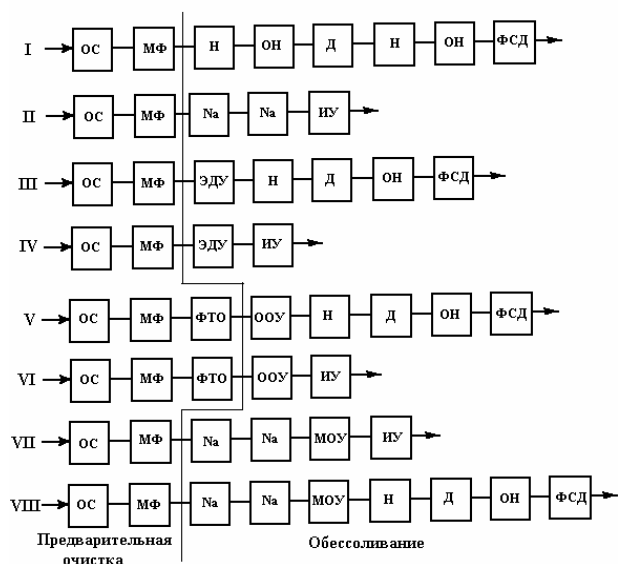 I ОС МФ Н ОН Д Н ОН ФСД
II ОС МФ Na Na ИУ
III ОС МФ ЭДУ Н Д ОН ФСД
IV ОС МФ ЭДУ ИУ
V ОС МФ ФТО ООУ Н Д ОН ФСД
VI ОС МФ ФТО ООУ ИУ
VII ОС МФ Na Na МОУ ИУ
VIII ОС МФ Na Na МОУ Н Д ОН ФСД
Предварительная Обессоливание
очистка